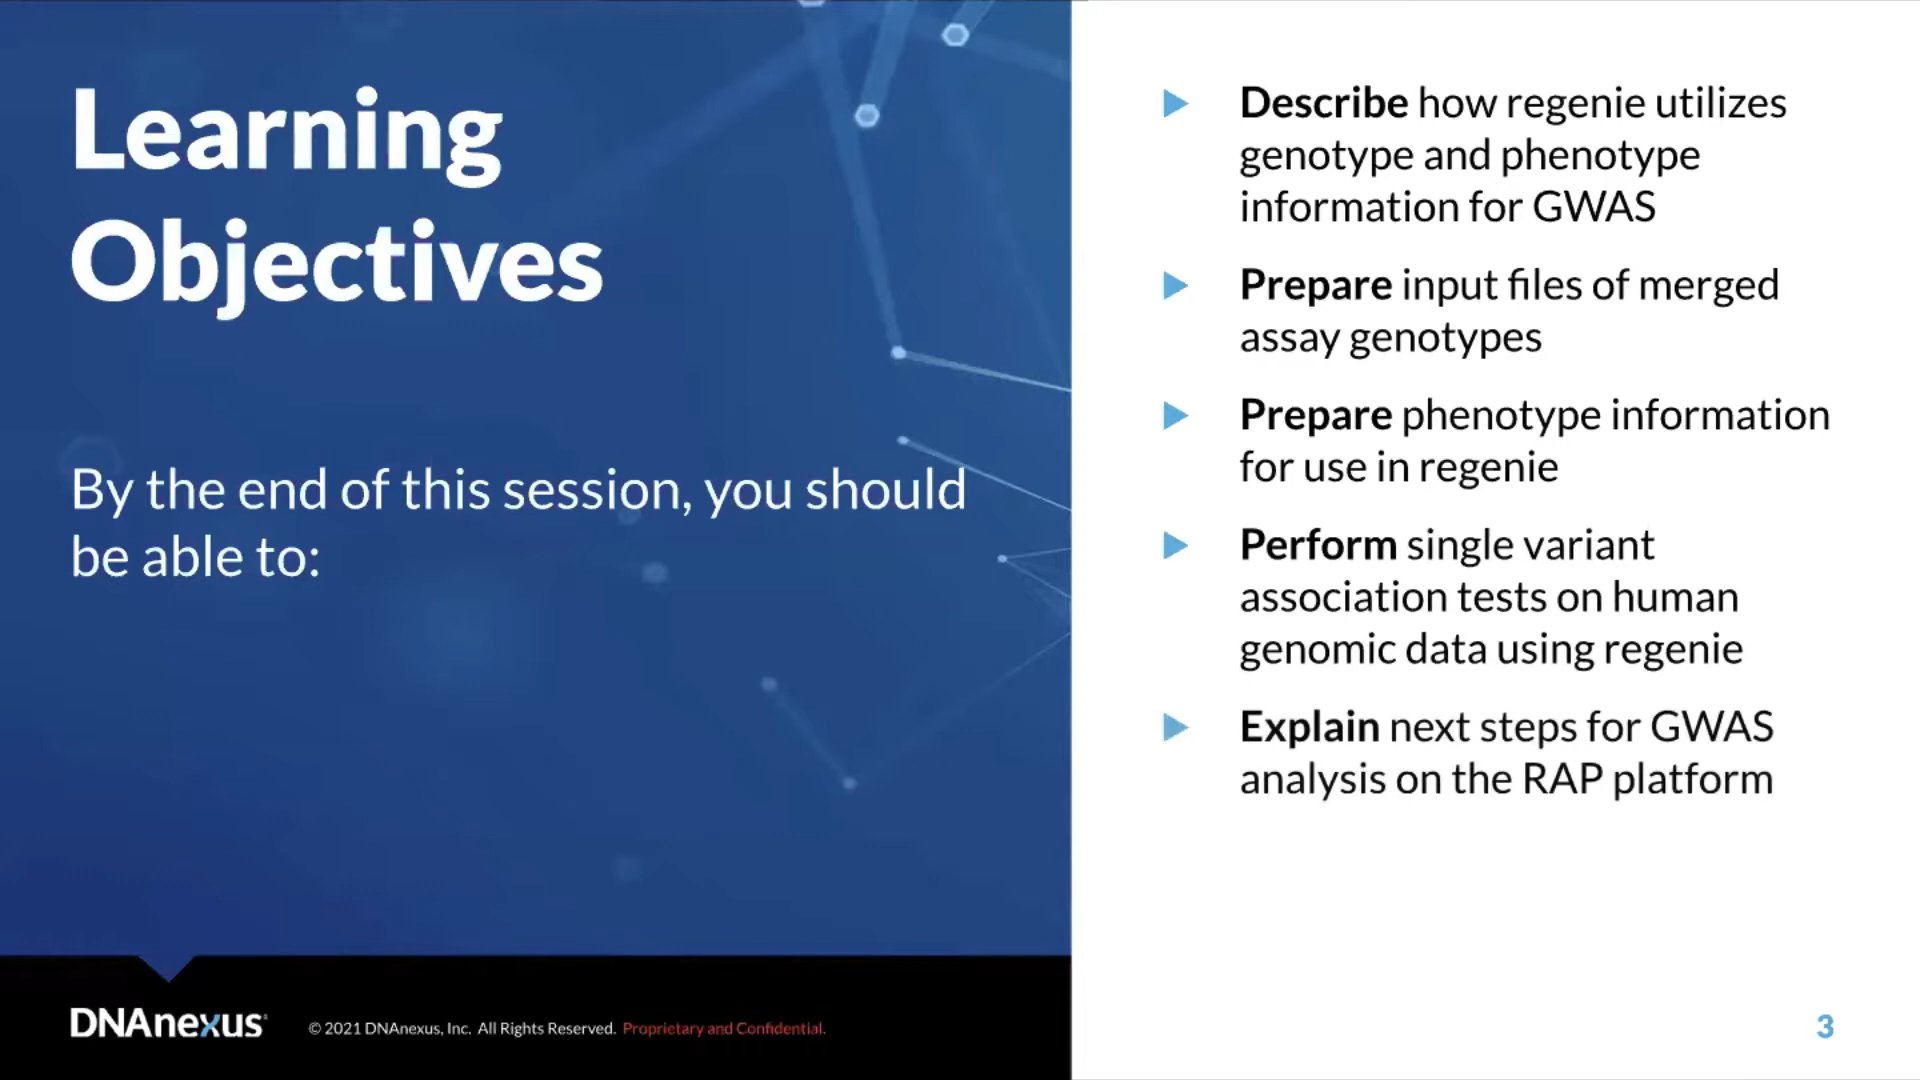 Learning
Objectives
By the end of this session, you should
be able to:
Describe how regenie utilizes
genotype and phenotype
information for GWAS
Prepare input files of merged
assay genotypes
Prepare phenotype information
for use in regenie
Perform single variant
association tests on human
genomic data using regenie
Explain next steps for GWAS
analysis on the RAP platform
DNAnexus
© 2021 DNAnexus, Inc. All Rights Reserved. Proprietary and Confidential.
3